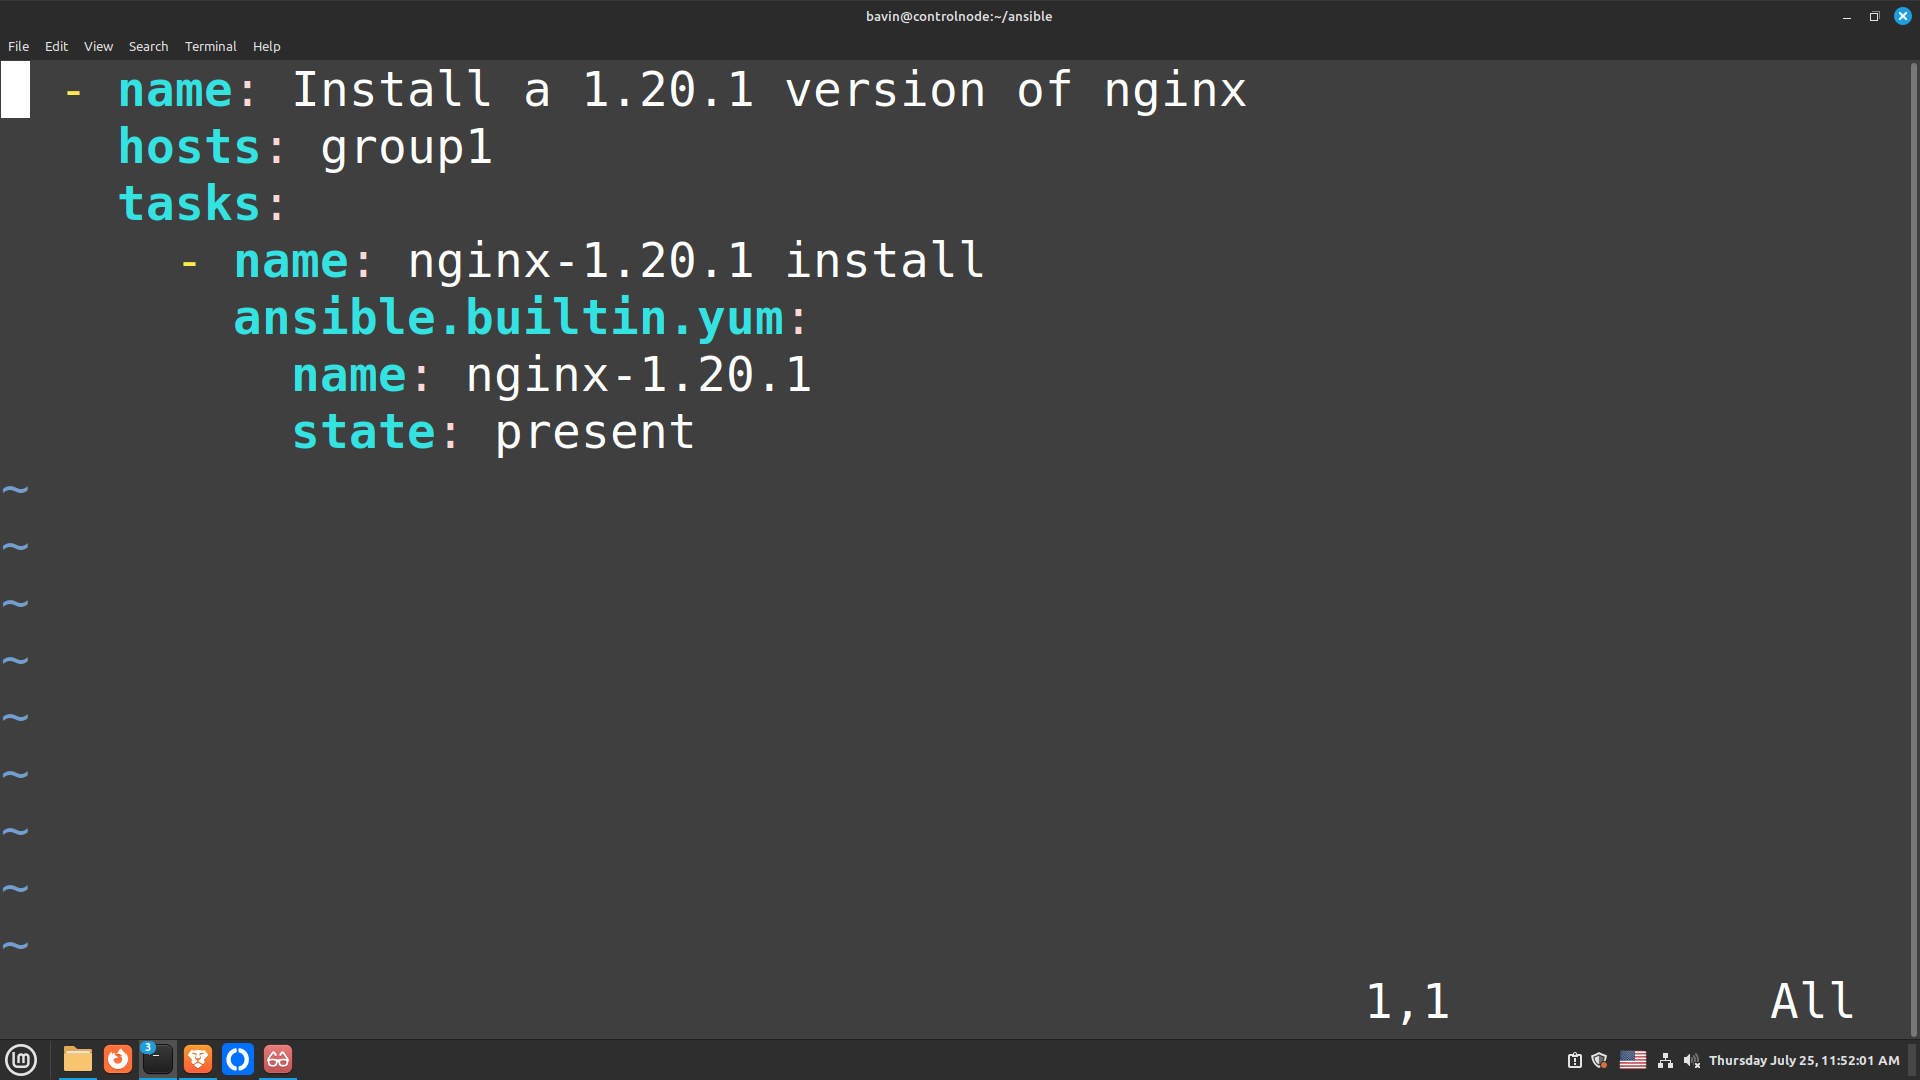 bavin@controlnode:~/ansible
File Edit View Search Terminal Help
- name: Install a 1.20.1 version of nginx
hosts: group1
tasks:
- name: nginx-1.20.1 install
ansible.builtin.yum:
name: nginx-1.20.1
state: present
~
~
~
~
~
~
~
~
~
1,1 All
lm 3 Thursday July 25, 11:52:01 AM